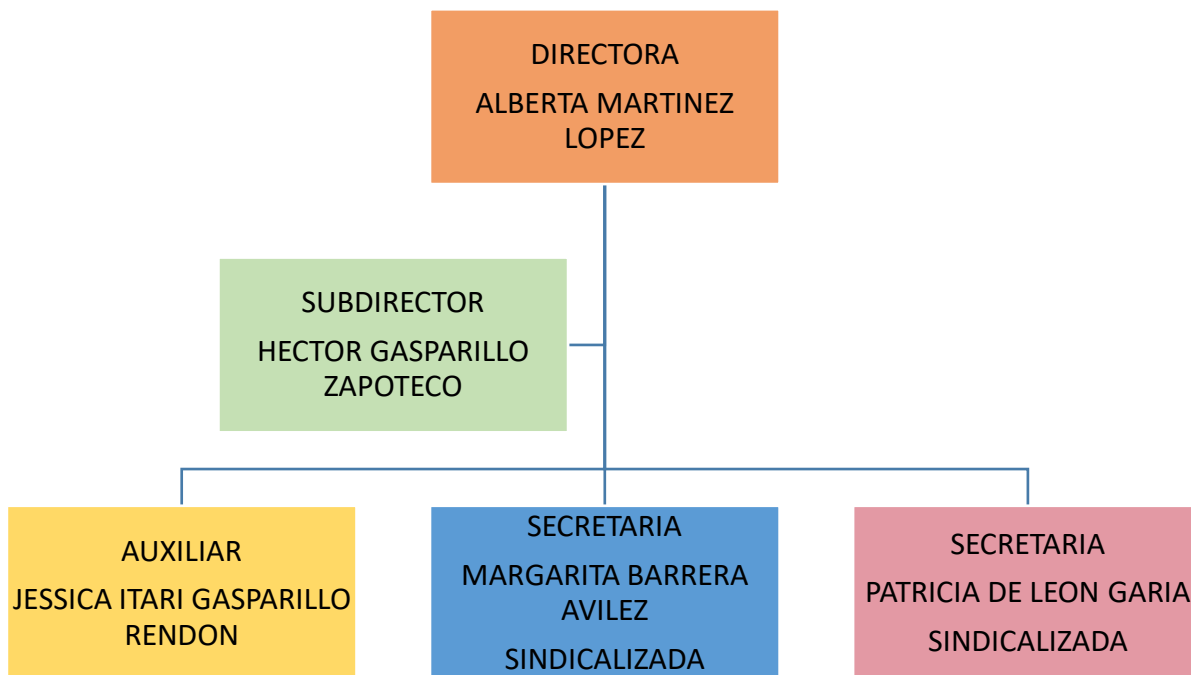 DIRECTORA
ALBERTA MARTINEZ
LOPEZ
SUBDIRECTOR
HECTOR GASPARILLO
ZAPOTECO
AUXILIAR
JESSICA ITARI GASPARILLO
RENDON
SECRETARIA
MARGARITA BARRERA
AVILEZ
SINDICALIZADA
SECRETARIA
PATRICIA DE LEON GARIA
SINDICALIZADA